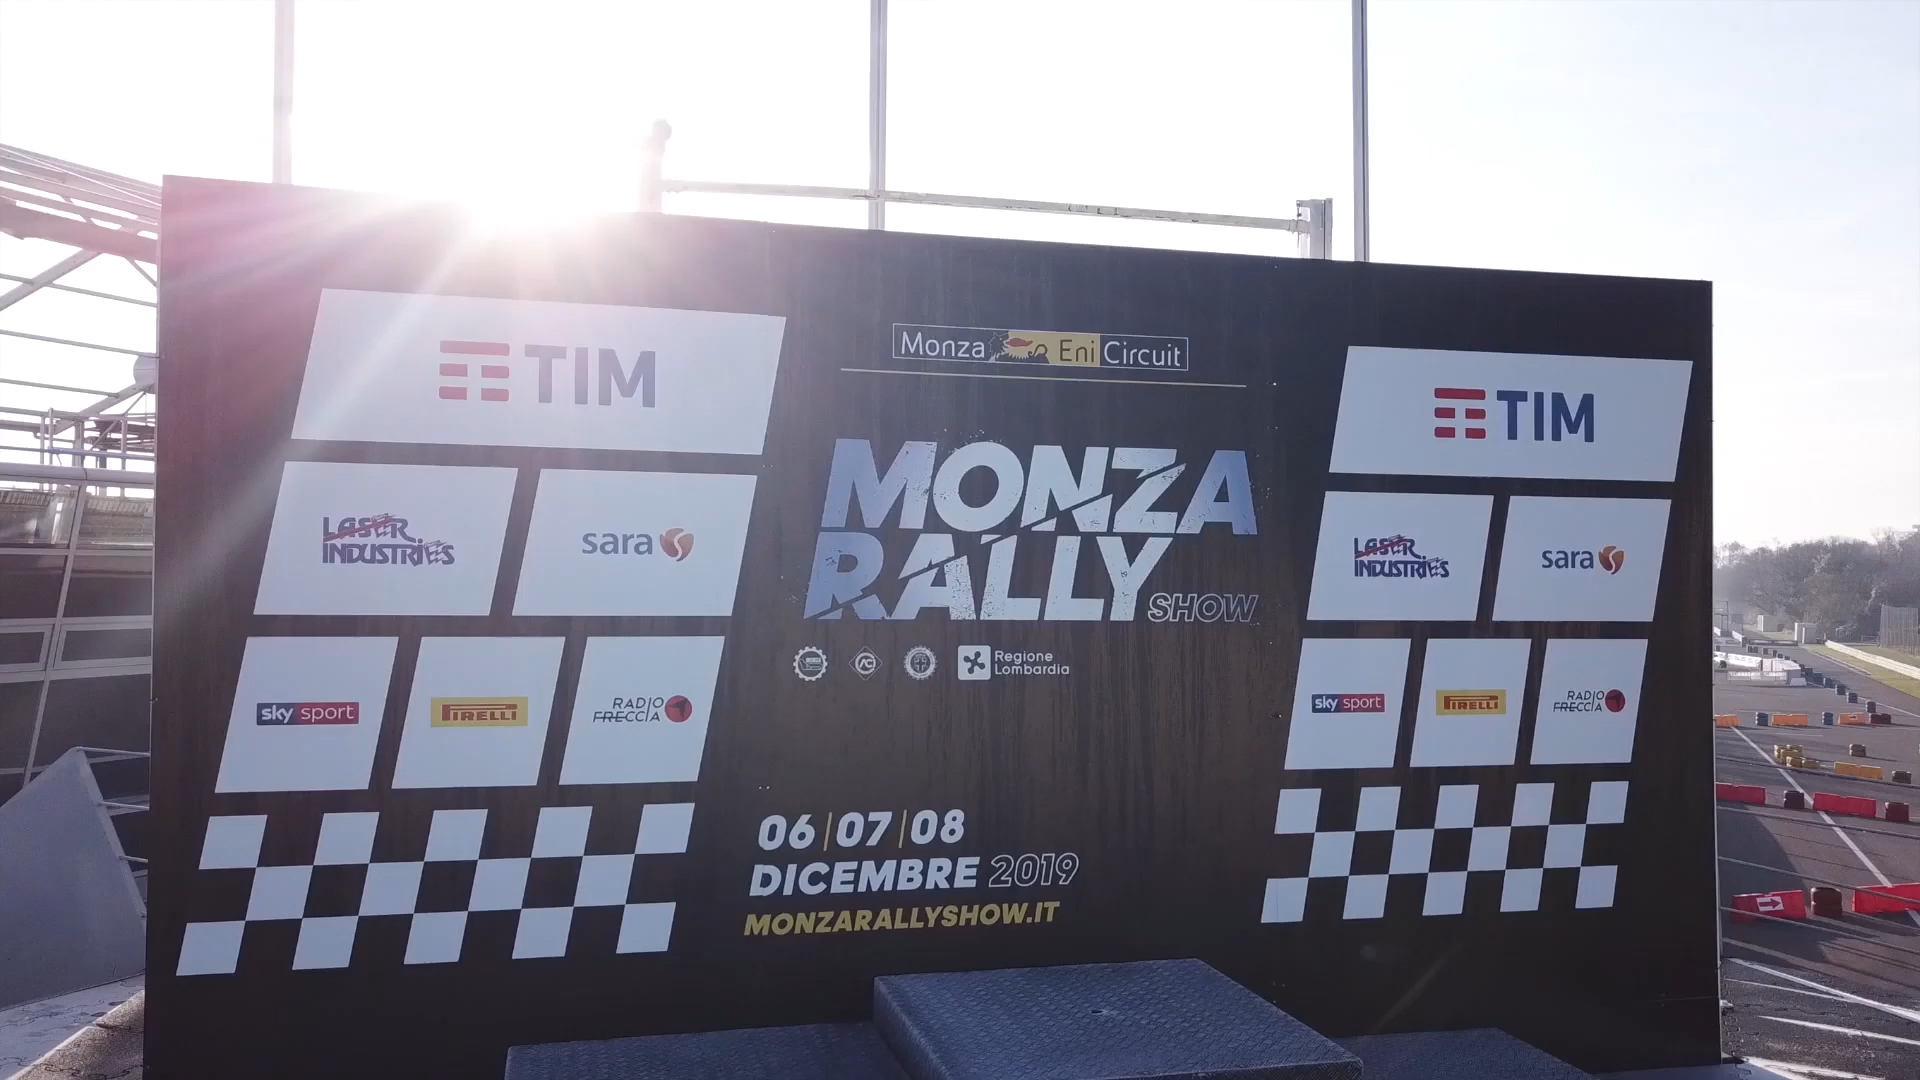 TIM
LASER
INDUSTRIES
sara
sky sport
PIRELLI
RADIO
FRECCIA
Monza Eni Circuit
MONZA
RALLY SHOW
Regione
Lombardia
06|07|08
DICEMBRE 2019
MONZARALLYSHOW.IT
TIM
LASER
INDUSTRIES
sara
sky sport
PIRELLI
RADIO
FRECCIA